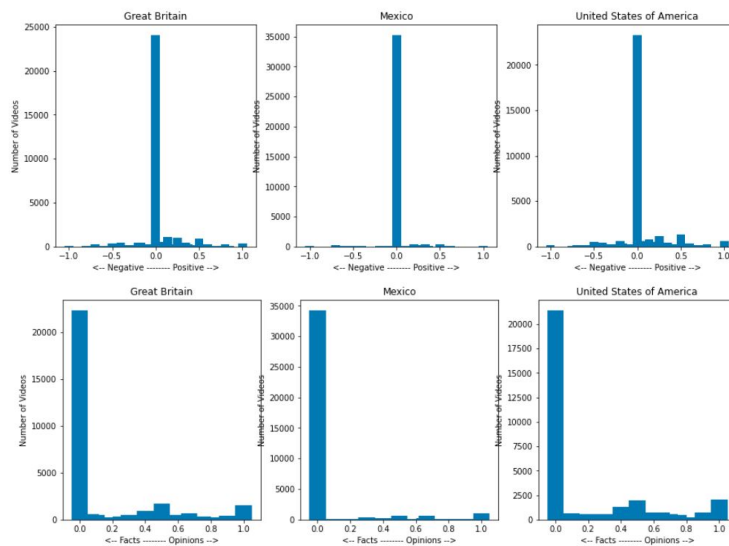 Great Britain
Mexico
United States of America
25000
20000
15000
10000
5000
0
Number of Videos
−1.0 −0.5 0.0 0.5 1.0
<-- Negative -------- Positive -->
35000
30000
25000
20000
15000
10000
5000
0
Number of Videos
−1.0 −0.5 0.0 0.5 1.0
<-- Negative -------- Positive -->
20000
15000
10000
5000
0
Number of Videos
−1.0 −0.5 0.0 0.5 1.0
<-- Negative -------- Positive -->
Great Britain
Mexico
United States of America
20000
15000
10000
5000
0
Number of Videos
0.0 0.2 0.4 0.6 0.8 1.0
<-- Facts -------- Opinions -->
35000
30000
25000
20000
15000
10000
5000
0
Number of Videos
0.0 0.2 0.4 0.6 0.8 1.0
<-- Facts -------- Opinions -->
20000
17500
15000
12500
10000
7500
5000
2500
0
Number of Videos
0.0 0.2 0.4 0.6 0.8 1.0
<-- Facts -------- Opinions -->